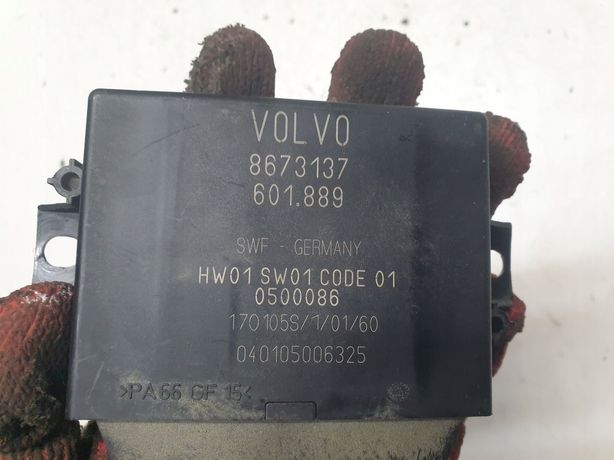 VOLVO
8673137
601.889
SWF - GERMANY
HW01 SW01 CODE 01
0500086
170105S/1/01/60
040105006325
>PA66 GF 15<